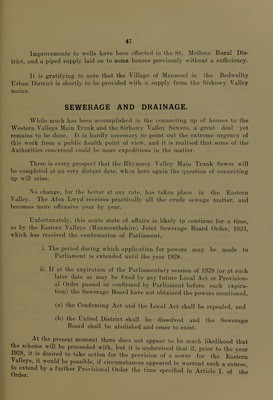 47
Improvements to wells have been effected in the St. Mellons Rural Dis-
trict, and a piped supply laid on to some houses previously without a sufficiency.
It is gratifying to note that the Village of Manmoel in the Bedwellty
Urban District is shortly to be provided with a supply from the Sirhowy Valley
mains.
SEWERAGE AND DRAINAGE.
While much has been accomplished in the connecting up of houses to the
Western Valleys Main Trunk and the Sirhowy Valley Sewers, a great deal yet
remains to be done. It is hardly necessary to point out the extreme urgency of
this work from a public health point of view, and it is realised that some of the
Authorities concerned could be more expeditious in the matter.
There is every prospect that the Rhymney Valley Main Trunk Sewer will
be completed at no very distant date, when here again the question of connecting
up will arise.
No change, for the better at any rate, has taken place in the Eastern
Valley. The Afon Lwyd receives practically all the crude sewage matter, and
becomes more offensive year by year.
Unfortunately, this acute state of affairs is likely to continue for a time,
as by the Eastern Valleys (Monmouthshire) Joint Sewerage Board Order, 1923,
which has received the confirmation of Parliament,
i. The period during which application for powers may be made to
Parliament is extended until the year 1928.
ii. If at the expiration of the Parliamentary session of 1928 (or at such
later date as may be fixed by any future Local Act or Provision-
al Order passed or confirmed by Parliament before such expira-
tion) the Sewerage Board have not obtained the powers mentioned,
(a) the Confirming Act and the Local Act shall be repealed, and
(b) the United District shall be dissolved and the Sewerage
Board shall be abolished and cease to exist.
At the present moment there does not appear to be much likelihood that
the scheme will be proceeded with, but it is understood that if, prior to the year
1928, it is desired to take action for the provision of a sewer for the Eastern
Valleys, it would be possible, if circumstances appeared to warrant such a course,
to extend by a further Provisional Order the time specified in Article I. of the
Order.